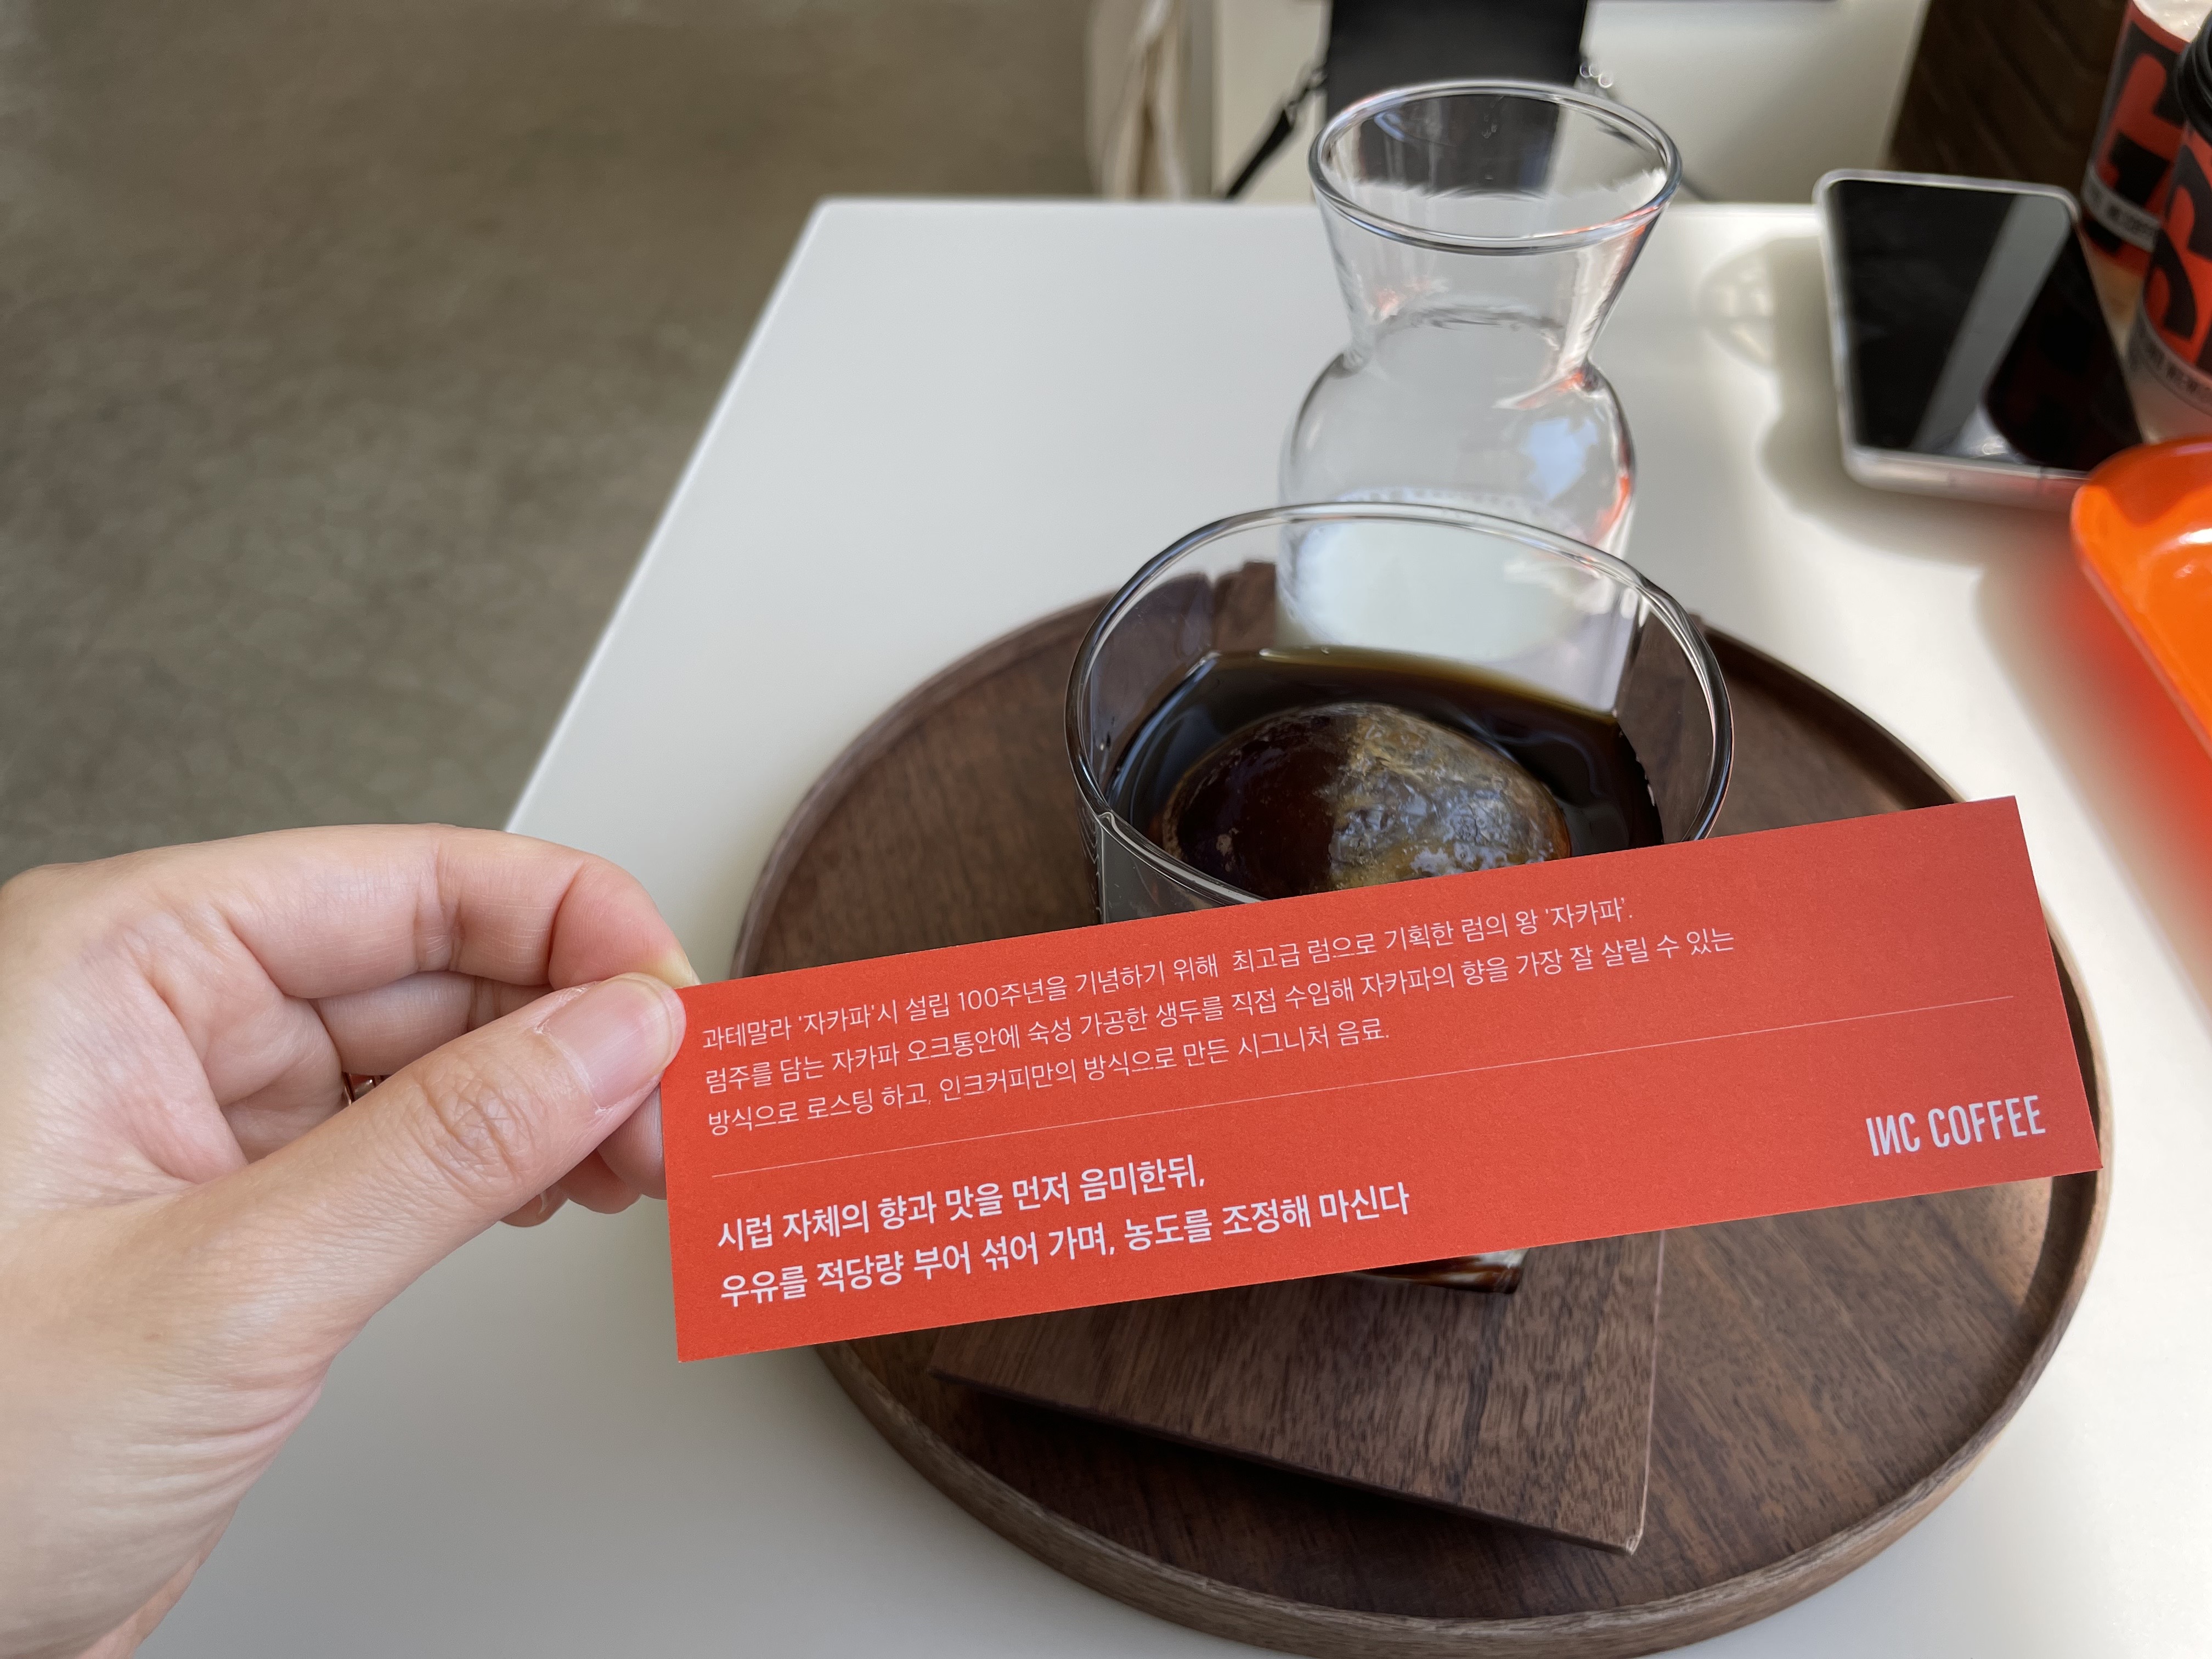 과테말라 '자카파'시 설립 100주년을 기념하기 위해 최고급 럼으로 기획한 럼의 왕 '자카파'.
럼주를 담는 자카파 오크통안에 숙성 가공한 생두를 직접 수입해 자카파의 향을 가장 잘 살릴 수 있는
방식으로 로스팅 하고, 인크커피만의 방식으로 만든 시그니처 음료.
시럽 자체의 향과 맛을 먼저 음미한뒤,
우유를 적당량 부어 섞어 가며, 농도를 조정해 마신다
INC COFFEE